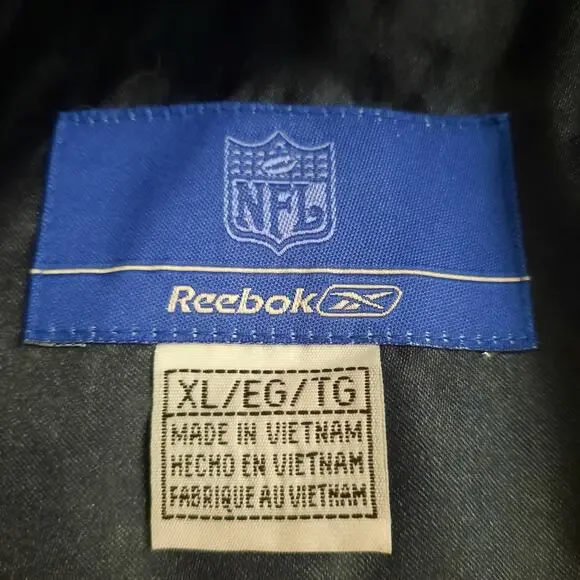 NFL
Reebok
XL/EG/TG
MADE IN VIETNAM
HECHO EN VIETNAM
FABRIQUE AU VIETNAM